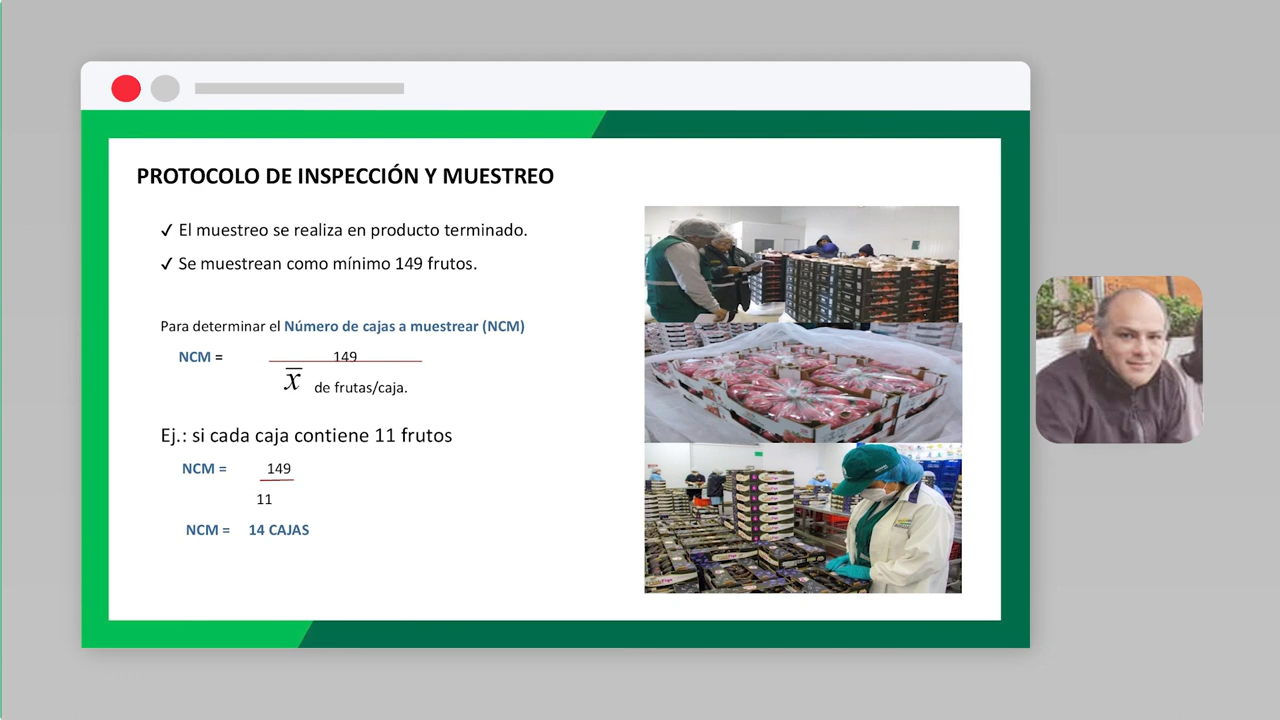 PROTOCOLO DE INSPECCIÓN Y MUESTREO
✓ El muestreo se realiza en producto terminado.
✓ Se muestrean como mínimo 149 frutos.
Para determinar el Número de cajas a muestrear (NCM)
NCM = 149
x̅ de frutas/caja.
Ej.: si cada caja contiene 11 frutos
NCM = 149
11
NCM = 14 CAJAS